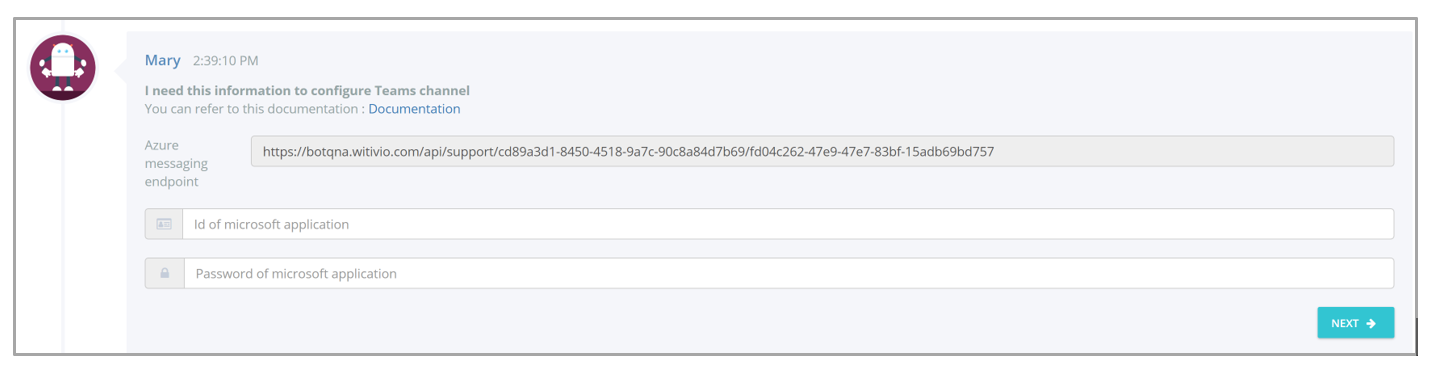 Mary 2:39:10 PM
I need this information to configure Teams channel
You can refer to this documentation : Documentation
Azure
messaging
endpoint
https://botqna.witivio.com/api/support/cd89a3d1-8450-4518-9a7c-90c8a84d7b69/fd04c262-47e9-47e7-83bf-15adb69bd757
Id of microsoft application
Password of microsoft application
NEXT